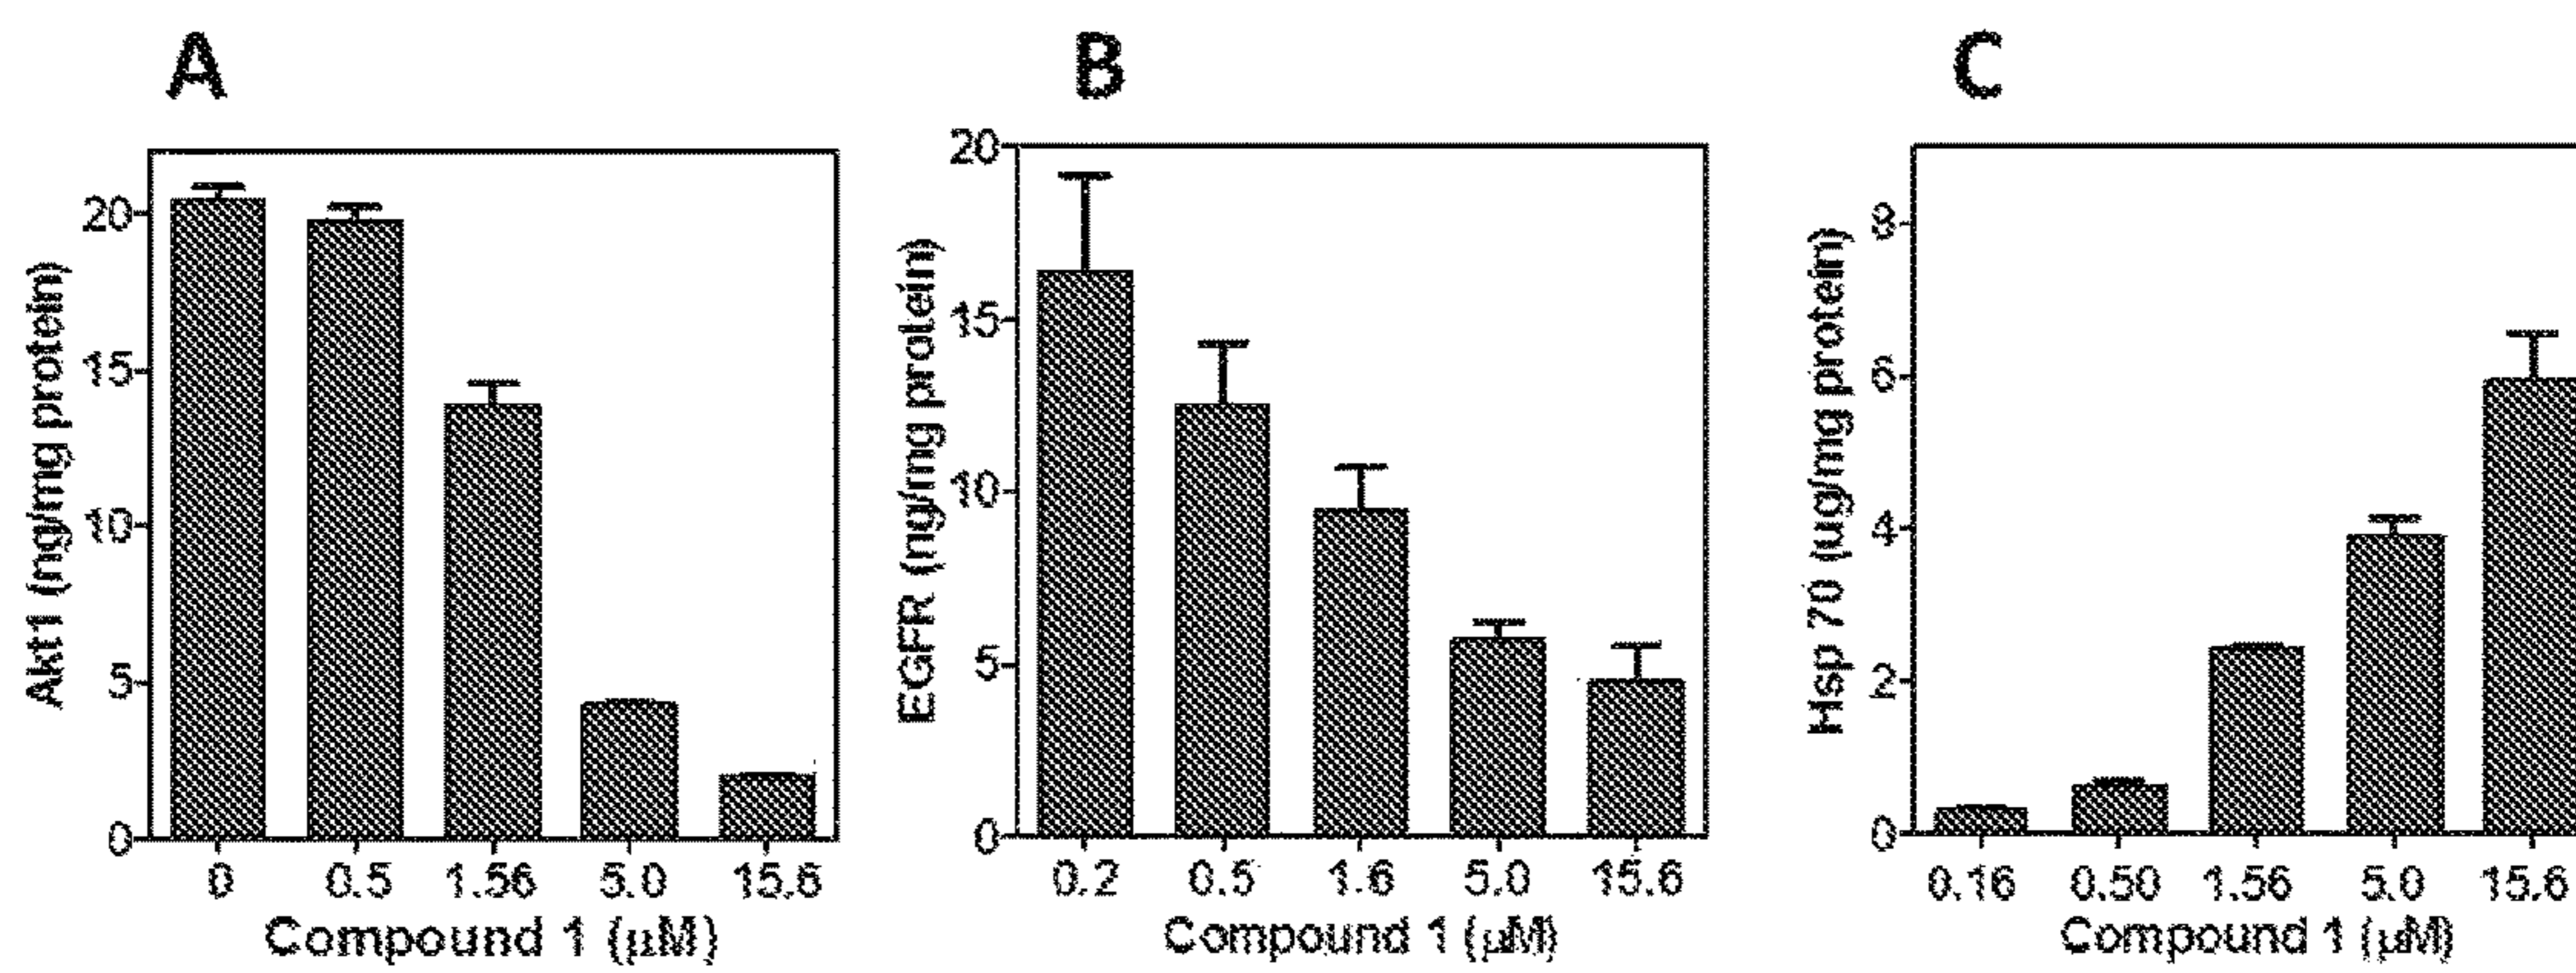 A
Akt1 (ng/mg protein)
20
15
10
5
0
0 0.5 1.56 5.0 15.6
Compound 1 (μM)
B
EGFR (ng/mg protein)
20
15
10
5
0
0.2 0.5 1.6 5.0 15.6
Compound 1 (μM)
C
Hsp 70 (ug/mg protein)
8
6
4
2
0
0.16 0.50 1.56 5.0 15.6
Compound 1 (μM)